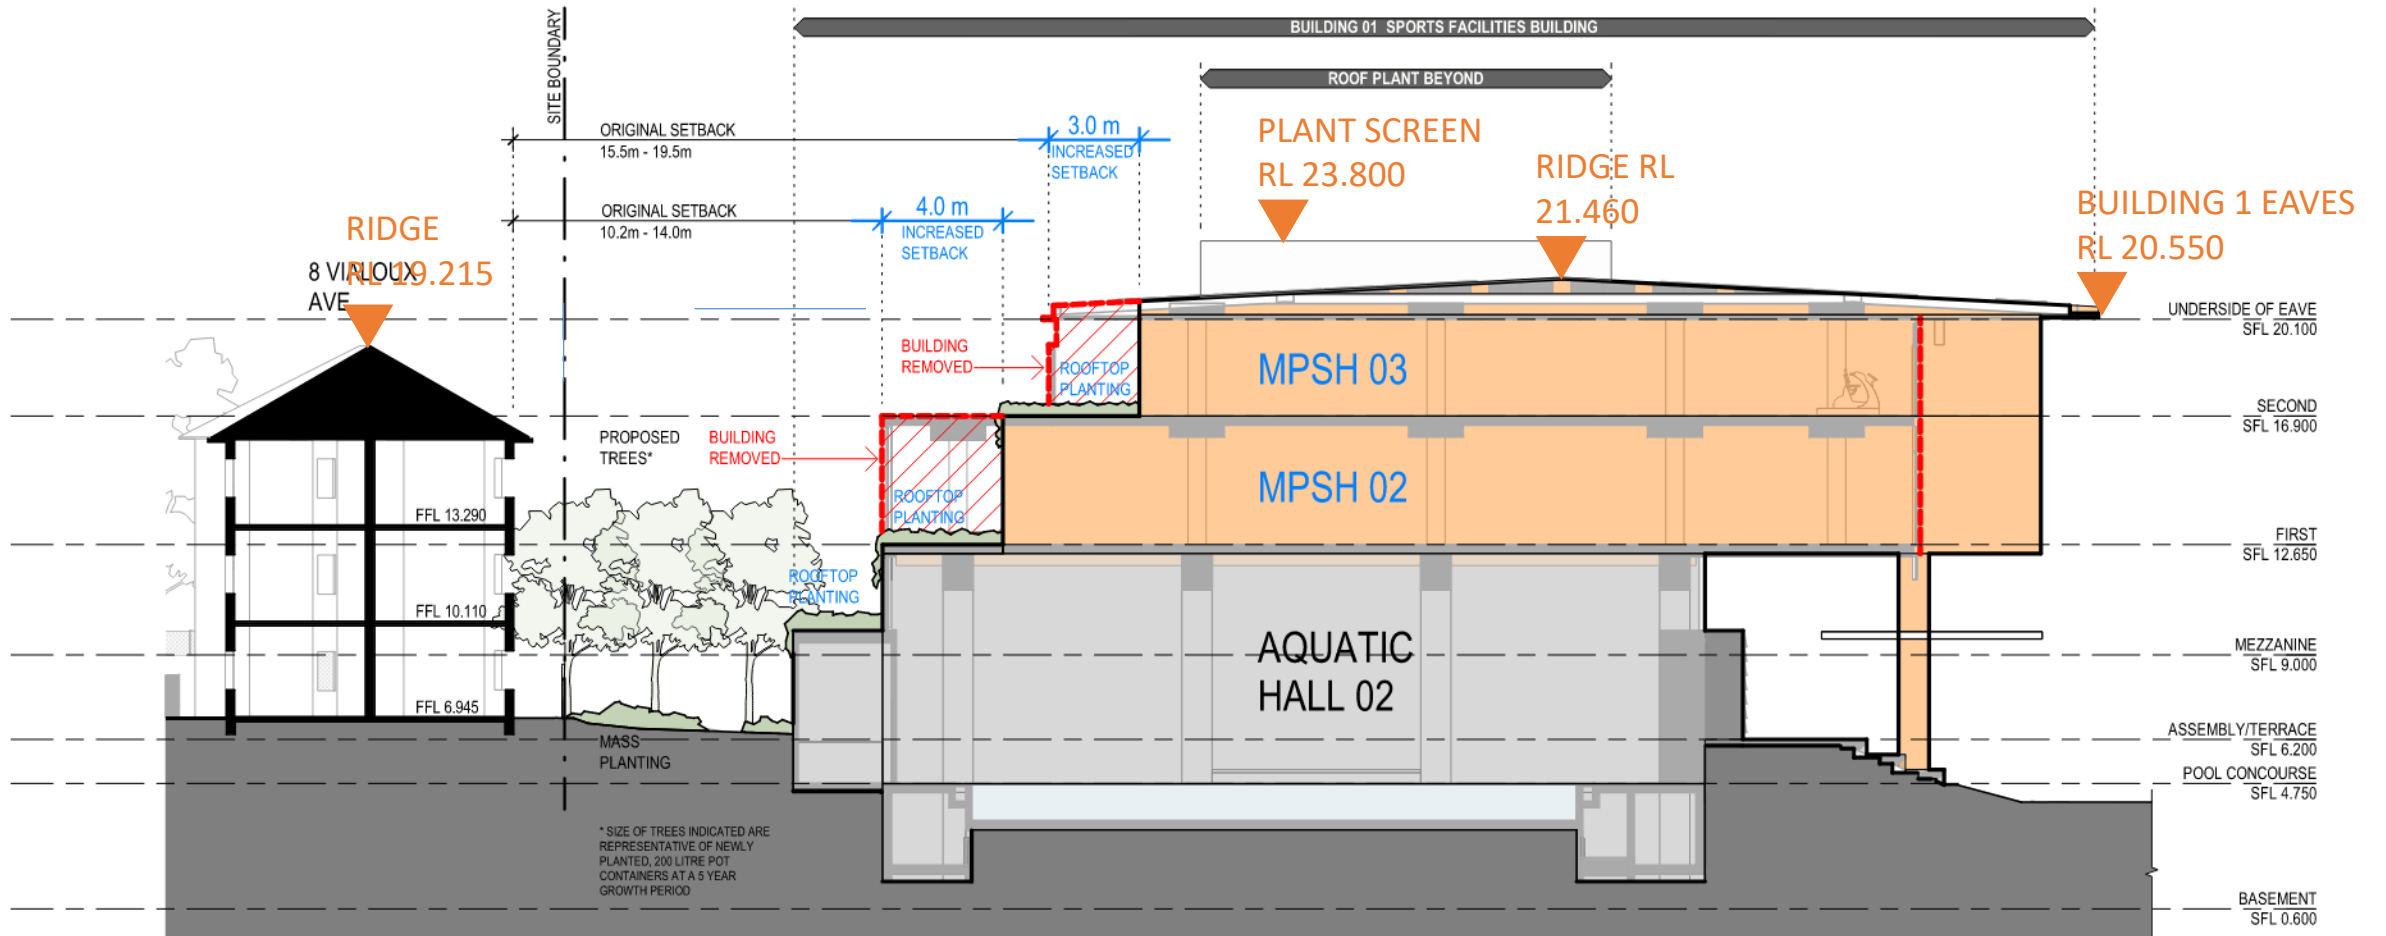 BUILDING 01 SPORTS FACILITIES BUILDING
ROOF PLANT BEYOND
SITE BOUNDARY
ORIGINAL SETBACK
15.5m - 19.5m
3.0 m
INCREASED
SETBACK
PLANT SCREEN
RL 23.800
RIDGE RL
21.460
BUILDING 1 EAVES
RL 20.550
ORIGINAL SETBACK
10.2m - 14.0m
4.0 m
INCREASED
SETBACK
RIDGE
RL 19.215
8 VIALOUX
AVE
UNDERSIDE OF EAVE
SFL 20.100
BUILDING
REMOVED
ROOFTOP
PLANTING
MPSH 03
SECOND
SFL 16.900
PROPOSED
TREES*
BUILDING
REMOVED
ROOFTOP
PLANTING
MPSH 02
FFL 13.290
FIRST
SFL 12.650
ROOFTOP
PLANTING
FFL 10.110
AQUATIC
HALL 02
MEZZANINE
SFL 9.000
FFL 6.945
MASS
PLANTING
ASSEMBLY/TERRACE
SFL 6.200
POOL CONCOURSE
SFL 4.750
* SIZE OF TREES INDICATED ARE
REPRESENTATIVE OF NEWLY
PLANTED, 200 LITRE POT
CONTAINERS AT A 5 YEAR
GROWTH PERIOD
BASEMENT
SFL 0.600